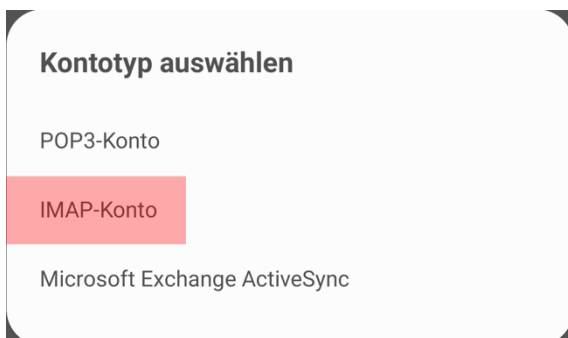 Kontotyp auswählen
POP3-Konto
IMAP-Konto
Microsoft Exchange ActiveSync